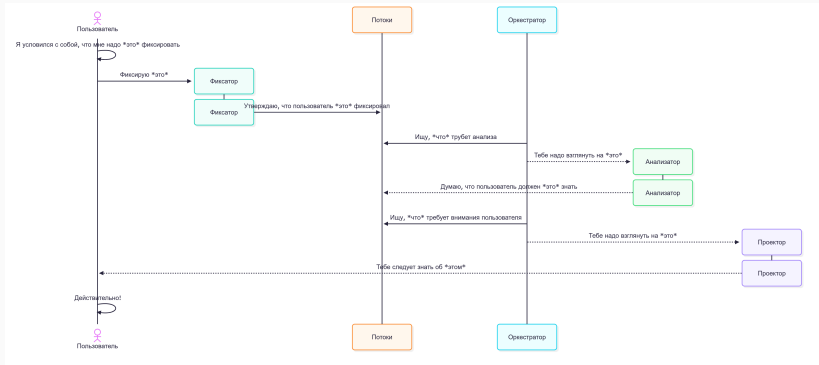 Пользователь
Потоки
Оркестратор
Я условился с собой, что мне надо *это* фиксировать
Фиксирую *это*
Фиксатор
Фиксатор
Утверждаю, что пользователь *это* фиксировал
Ищу, *что* трубет анализа
Тебе надо взглянуть на *это*
Анализатор
Думаю, что пользователь должен *это* знать
Анализатор
Ищу, *что* требует внимания пользователя
Тебе надо взглянуть на *это*
Проектор
Тебе следует знать об *этом*
Проектор
Действительно!
Пользователь
Потоки
Оркестратор